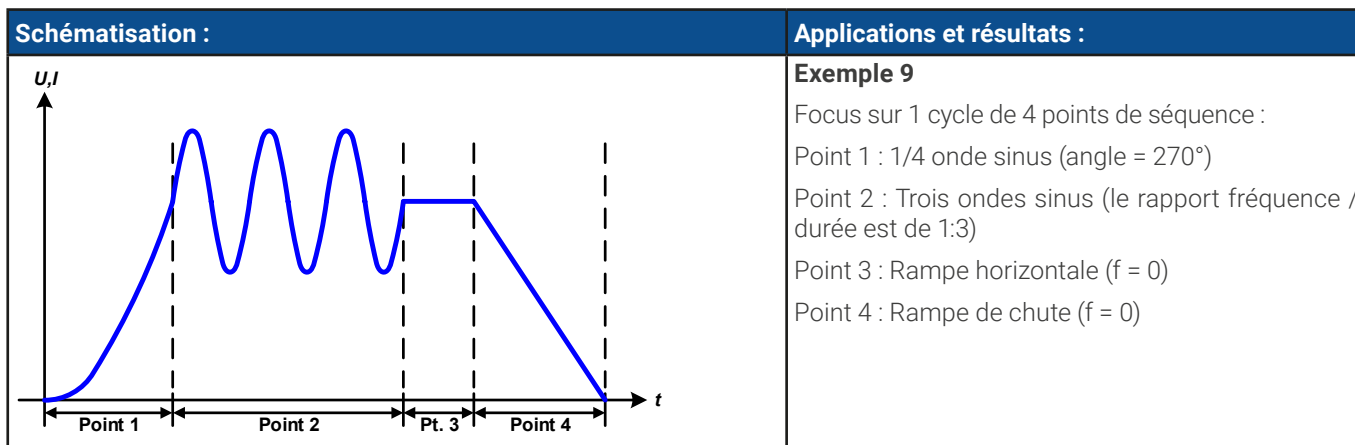 Schématisation :
Applications et résultats :
U,I
t
Point 1
Point 2
Pt. 3
Point 4
Exemple 9
Focus sur 1 cycle de 4 points de séquence :
Point 1 : 1/4 onde sinus (angle = 270°)
Point 2 : Trois ondes sinus (le rapport fréquence /
durée est de 1:3)
Point 3 : Rampe horizontale (f = 0)
Point 4 : Rampe de chute (f = 0)